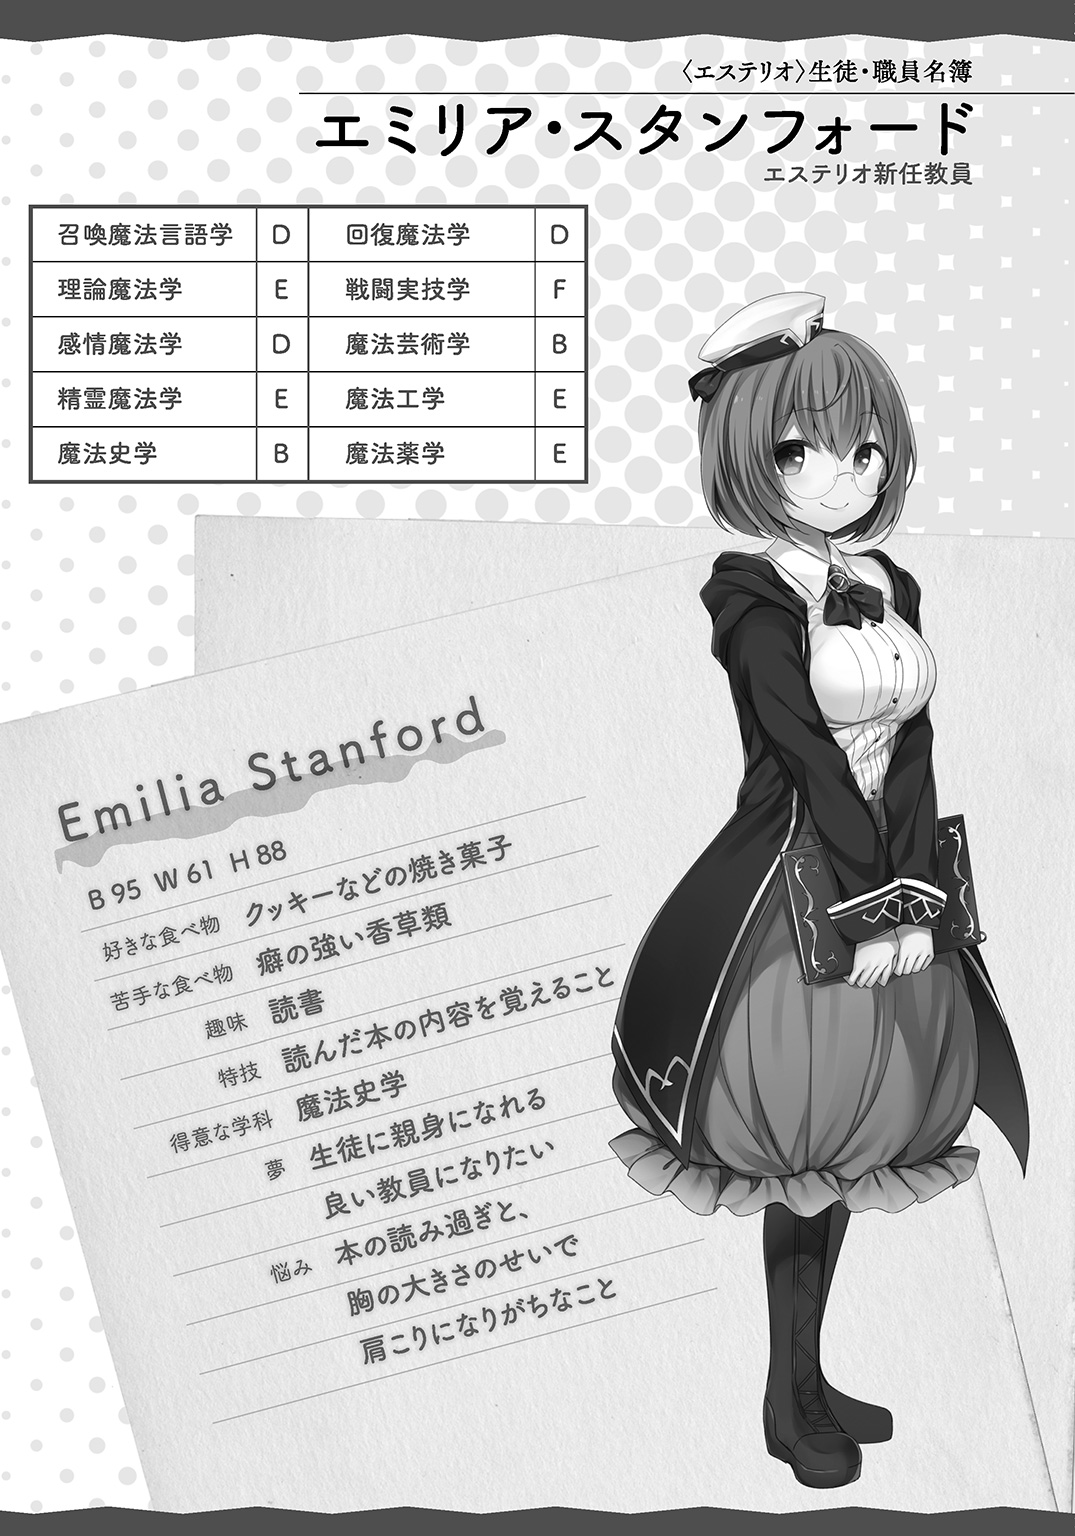 〈エステリオ〉生徒・職員名簿
エミリア・スタンフォード
エステリオ新任教員
召喚魔法言語学 D 回復魔法学 D
理論魔法学 E 戦闘実技学 F
感情魔法学 D 魔法芸術学 B
精霊魔法学 E 魔法工学 E
魔法史学 B 魔法薬学 E
Emilia Stanford
B 95 W 61 H 88
好きな食べ物 クッキーなどの焼き菓子
苦手な食べ物 癖の強い香草類
趣味 読書
特技 読んだ本の内容を覚えること
得意な学科 魔法史学
夢 生徒に親身になれる
良い教員になりたい
悩み 本の読み過ぎと、
胸の大きさのせいで
肩こりになりがちなこと